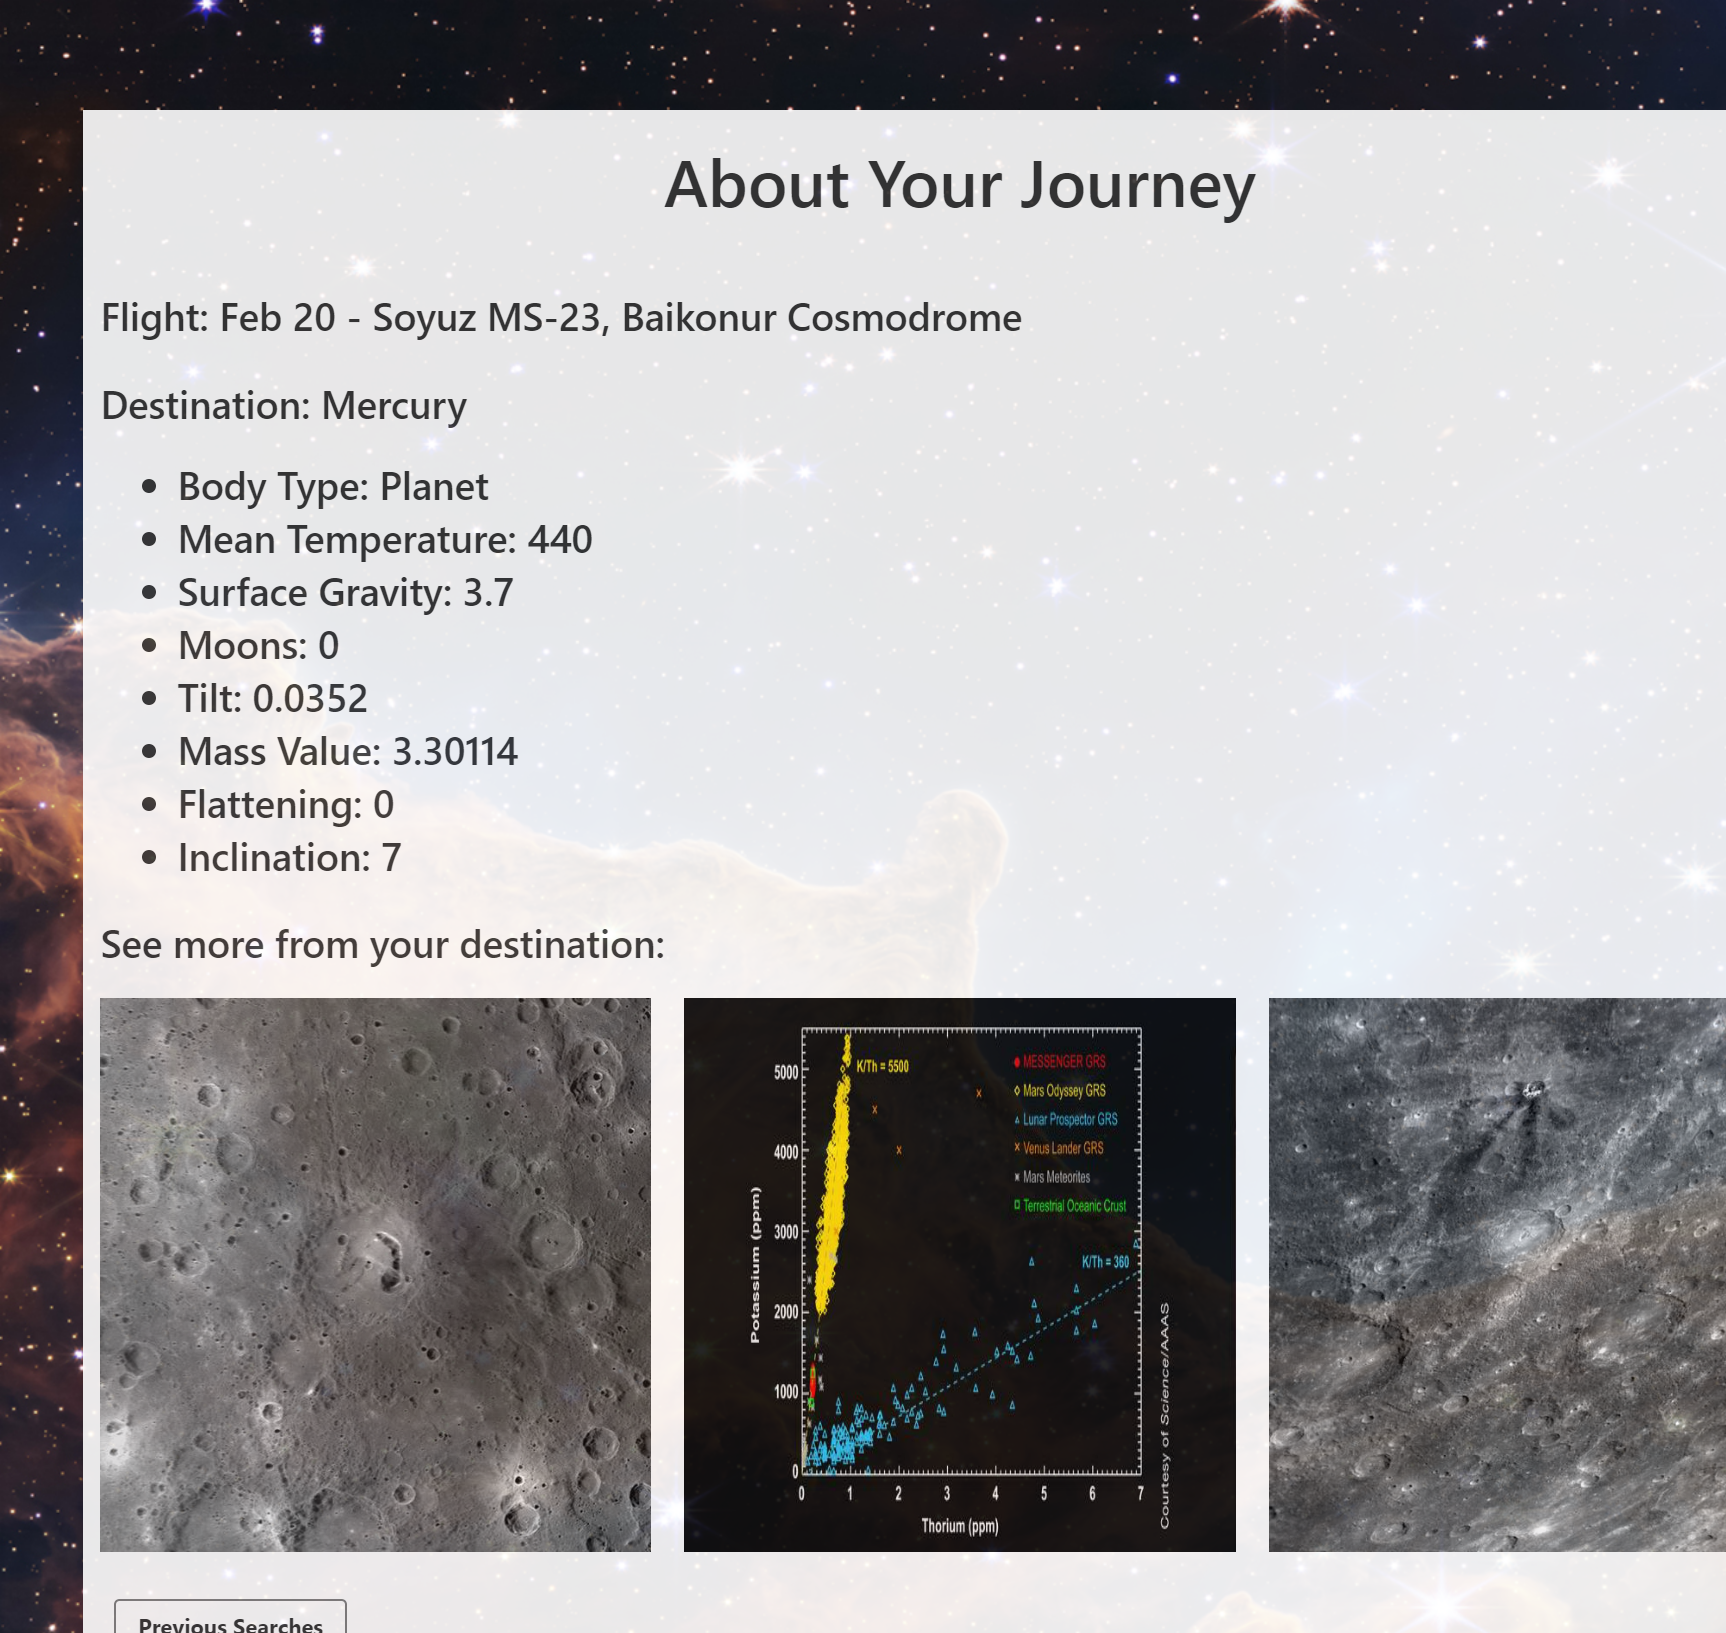 About Your Journey
Flight: Feb 20 - Soyuz MS-23, Baikonur Cosmodrome
Destination: Mercury
Body Type: Planet
Mean Temperature: 440
Surface Gravity: 3.7
Moons: 0
Tilt: 0.0352
Mass Value: 3.30114
Flattening: 0
Inclination: 7
See more from your destination:
K/Th = 5500
MESSENGER GRS
Mars Odyssey GRS
Lunar Prospector GRS
Venus Lander GRS
Mars Meteorites
Terrestrial Oceanic Crust
K/Th = 360
Potassium (ppm)
5000
4000
3000
2000
1000
0
0 1 2 3 4 5 6 7
Thorium (ppm)
Courtesy of Science/AAAS
Previous Searches